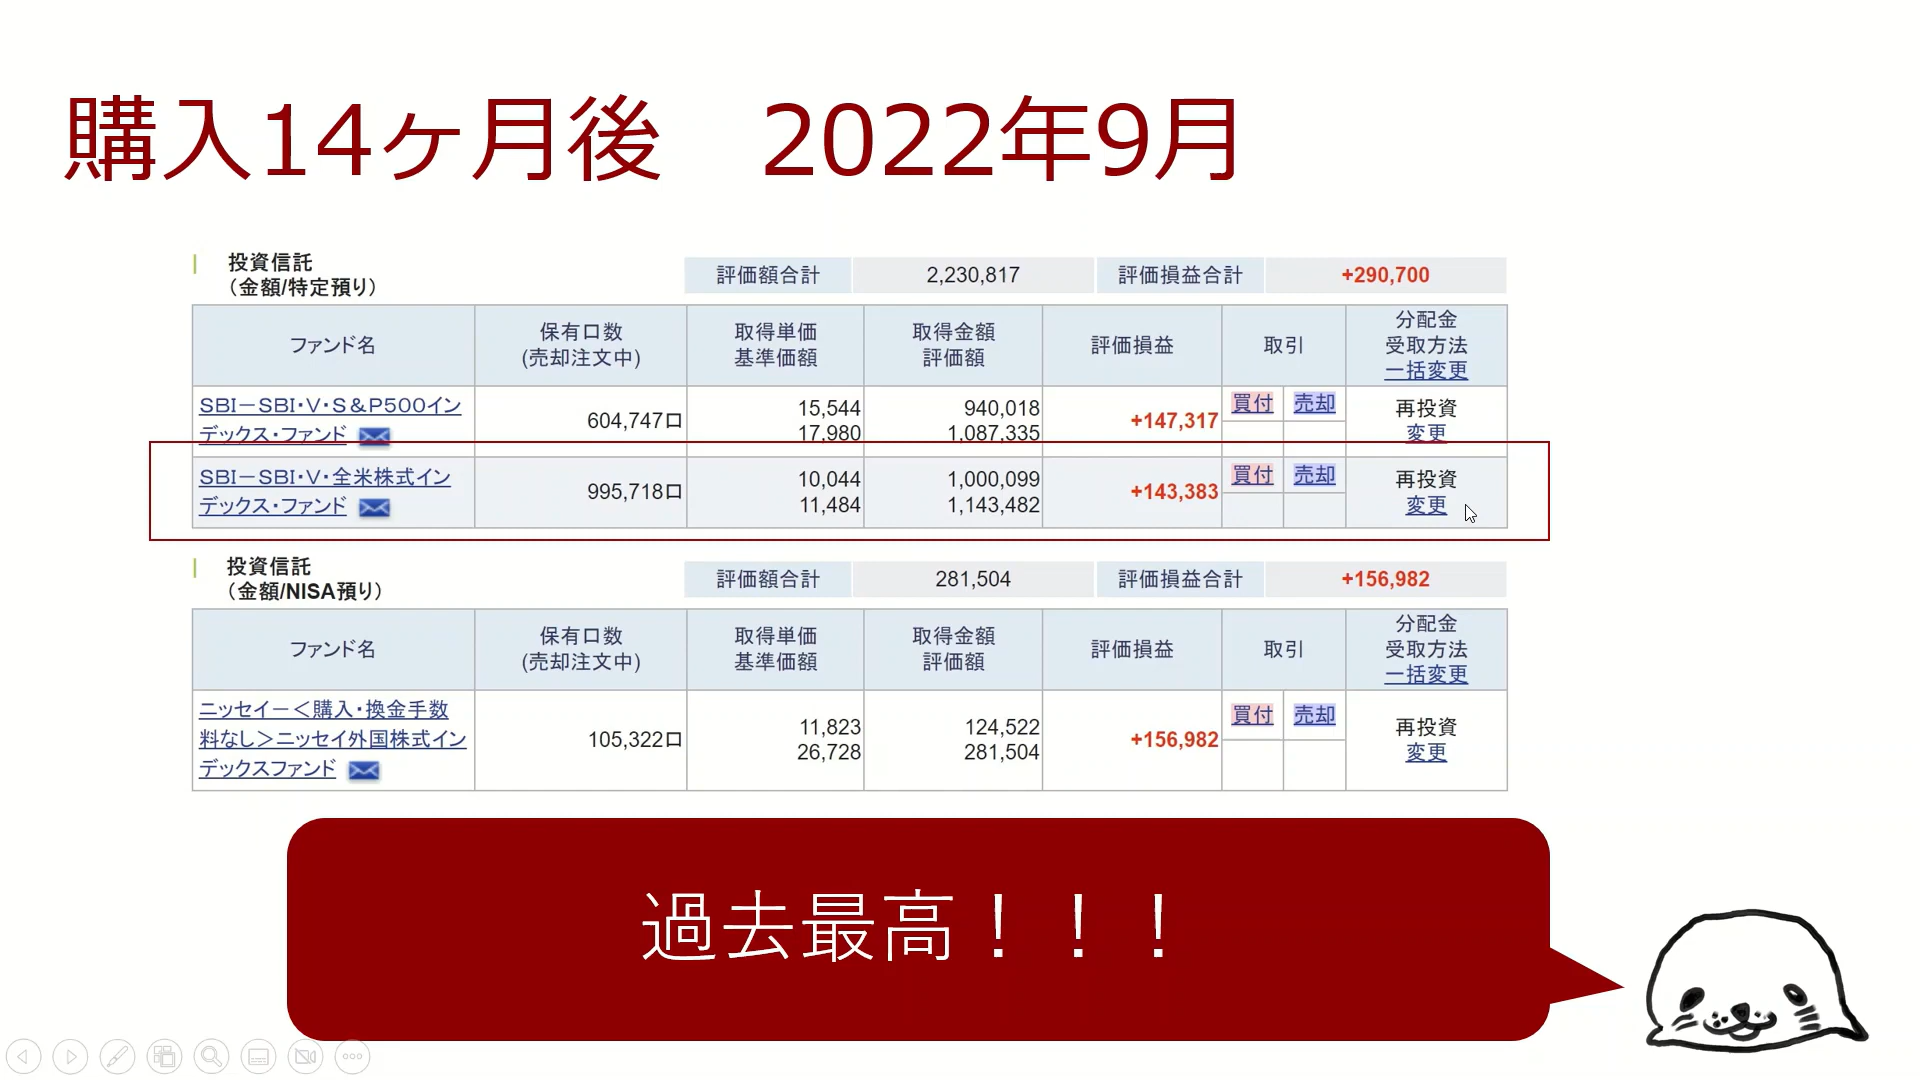 購入14ヶ月後　2022年9月
投資信託
（金額/特定預り）
評価額合計 2,230,817 評価損益合計 +290,700
ファンド名
保有口数
(売却注文中)
取得単価
基準価額
取得金額
評価額
評価損益
取引
分配金
受取方法
一括変更
SBI－SBI・V・S＆P500イン
デックス・ファンド
604,747口
15,544
17,980
940,018
1,087,335
+147,317
買付 売却
再投資
変更
SBI－SBI・V・全米株式イン
デックス・ファンド
995,718口
10,044
11,484
1,000,099
1,143,482
+143,383
買付 売却
再投資
変更
投資信託
（金額/NISA預り）
評価額合計 281,504 評価損益合計 +156,982
ファンド名
保有口数
(売却注文中)
取得単価
基準価額
取得金額
評価額
評価損益
取引
分配金
受取方法
一括変更
ニッセイ－＜購入・換金手数
料なし＞ニッセイ外国株式イン
デックスファンド
105,322口
11,823
26,728
124,522
281,504
+156,982
買付 売却
再投資
変更
過去最高！！！